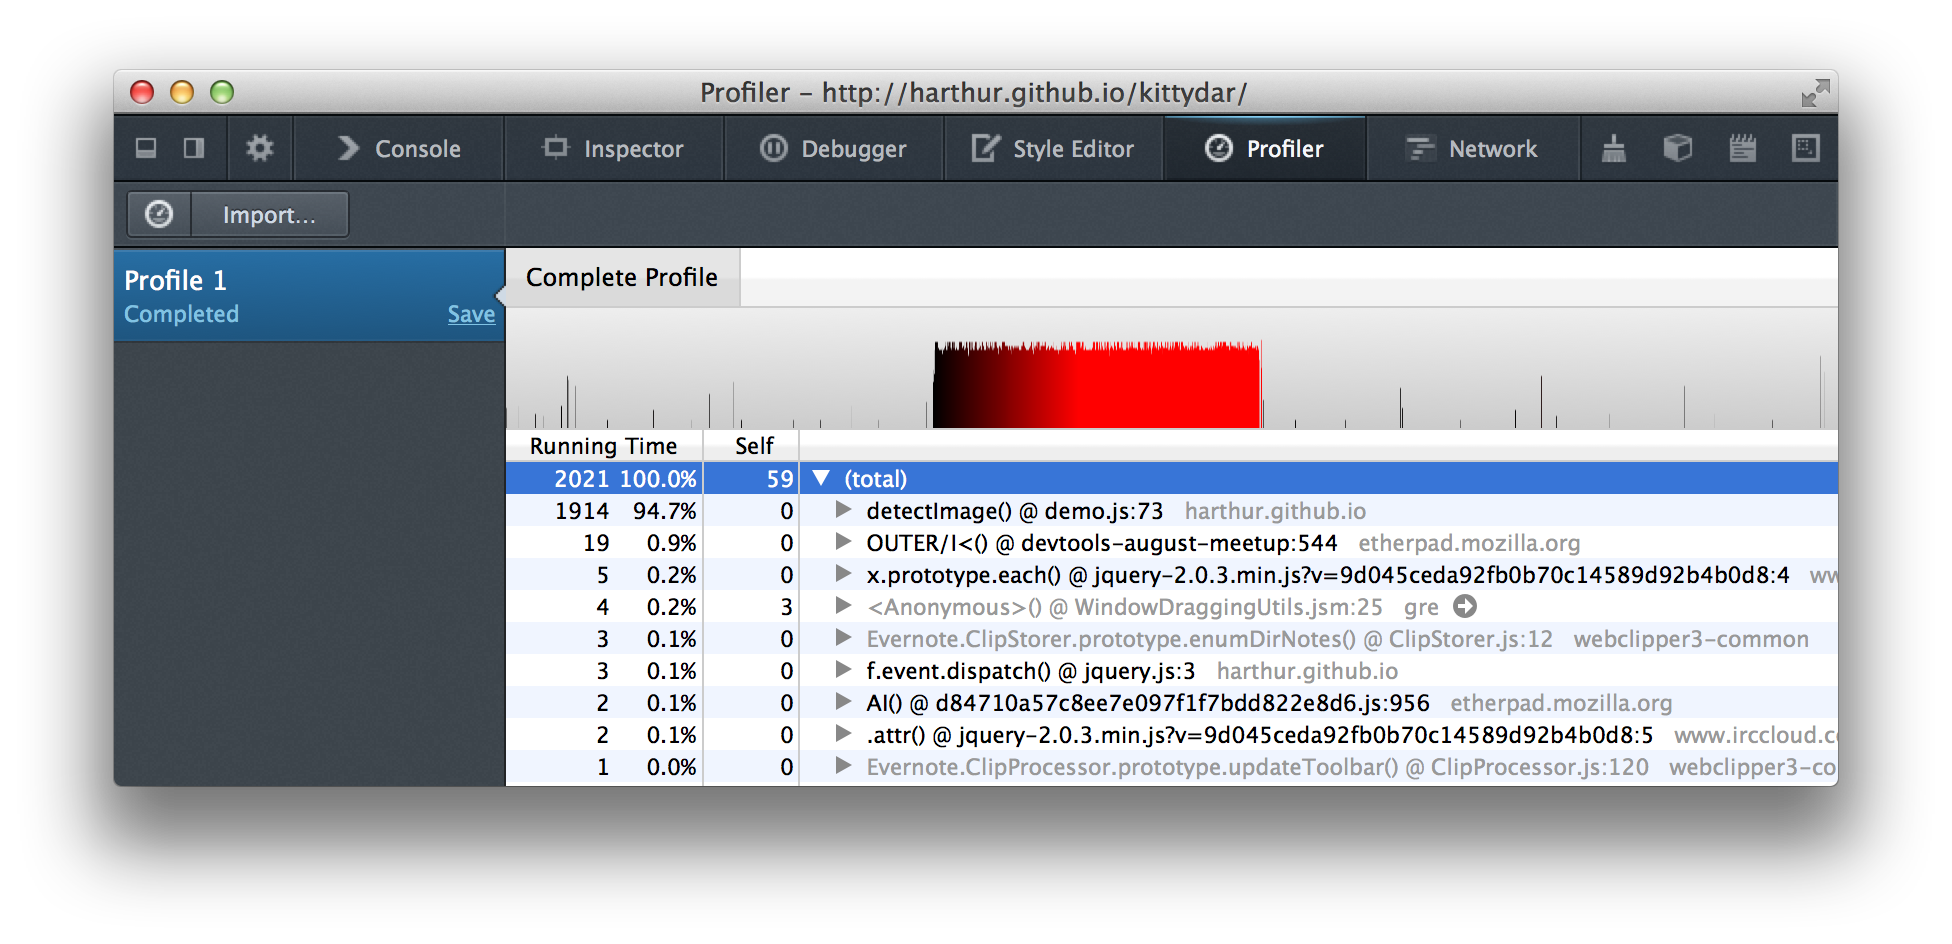 Profiler – http://harthur.github.io/kittydar/
Console Inspector Debugger Style Editor Profiler Network
Import...
Profile 1
Completed Save
Complete Profile
Running Time Self
2021 100.0% 59 (total)
1914 94.7% 0 detectImage() @ demo.js:73 harthur.github.io
19 0.9% 0 OUTER/I<() @ devtools-august-meetup:544 etherpad.mozilla.org
5 0.2% 0 x.prototype.each() @ jquery-2.0.3.min.js?v=9d045ceda92fb0b70c14589d92b4b0d8:4
4 0.2% 3 <Anonymous>() @ WindowDraggingUtils.jsm:25 gre
3 0.1% 0 Evernote.ClipStorer.prototype.enumDirNotes() @ ClipStorer.js:12 webclipper3-common
3 0.1% 0 f.event.dispatch() @ jquery.js:3 harthur.github.io
2 0.1% 0 AI() @ d84710a57c8ee7e097f1f7bdd822e8d6.js:956 etherpad.mozilla.org
2 0.1% 0 .attr() @ jquery-2.0.3.min.js?v=9d045ceda92fb0b70c14589d92b4b0d8:5 www.irccloud.c
1 0.0% 0 Evernote.ClipProcessor.prototype.updateToolbar() @ ClipProcessor.js:120 webclipper3-co